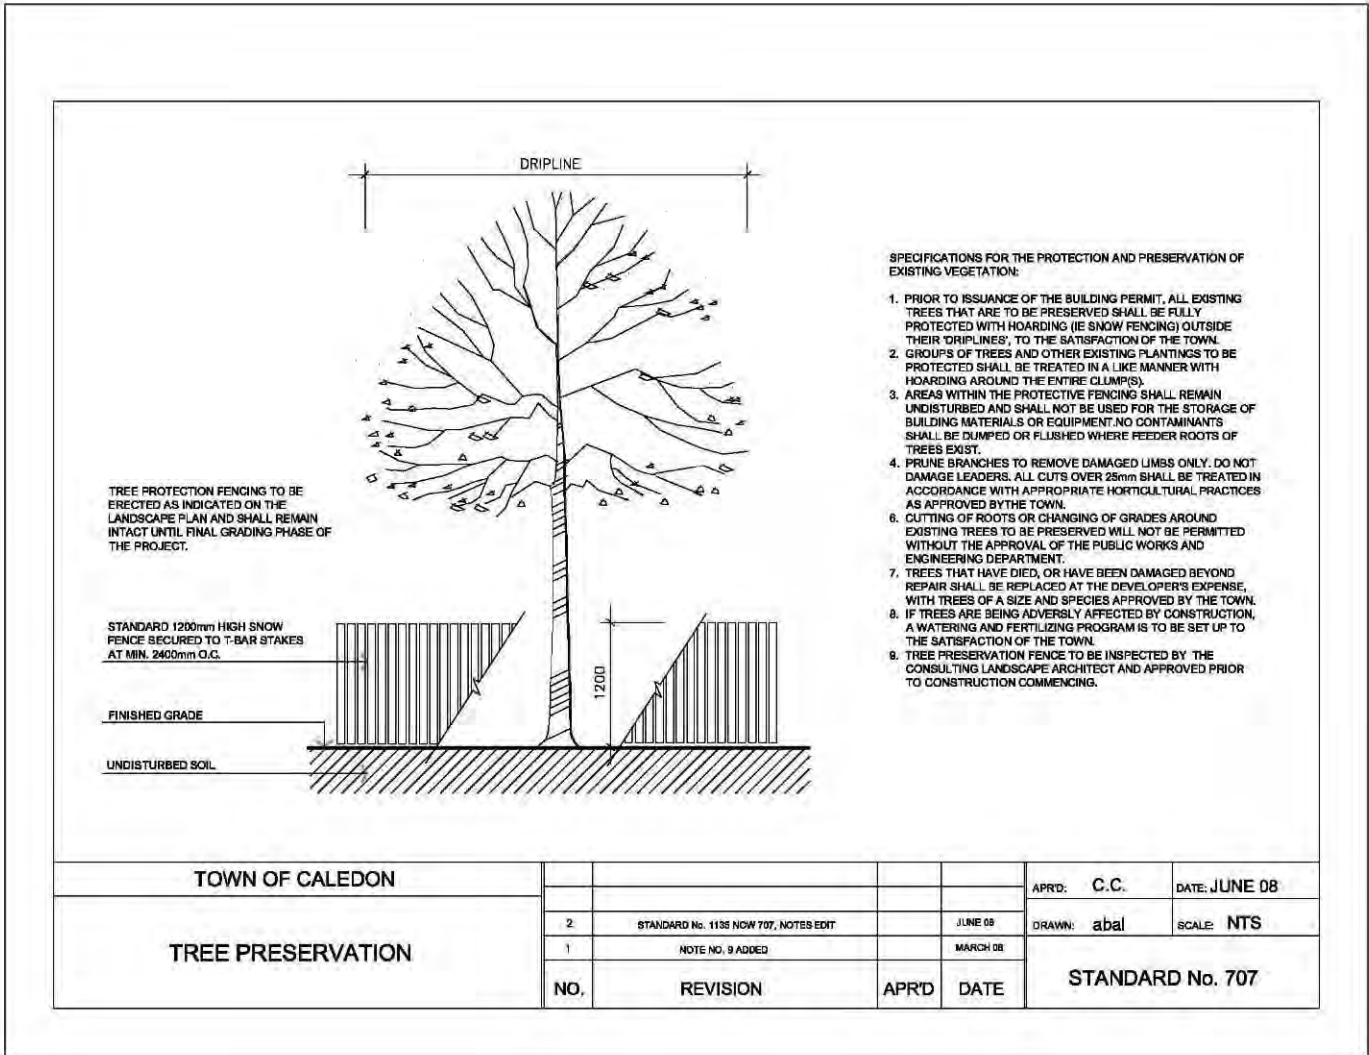 DRIPLINE
SPECIFICATIONS FOR THE PROTECTION AND PRESERVATION OF
EXISTING VEGETATION:
1. PRIOR TO ISSUANCE OF THE BUILDING PERMIT, ALL EXISTING
TREES THAT ARE TO BE PRESERVED SHALL BE FULLY
PROTECTED WITH HOARDING (IE SNOW FENCING) OUTSIDE
THEIR 'DRIPLINES', TO THE SATISFACTION OF THE TOWN.
2. GROUPS OF TREES AND OTHER EXISTING PLANTINGS TO BE
PROTECTED SHALL BE TREATED IN A LIKE MANNER WITH
HOARDING AROUND THE ENTIRE CLUMP(S).
3. AREAS WITHIN THE PROTECTIVE FENCING SHALL REMAIN
UNDISTURBED AND SHALL NOT BE USED FOR THE STORAGE OF
BUILDING MATERIALS OR EQUIPMENT.NO CONTAMINANTS
SHALL BE DUMPED OR FLUSHED WHERE FEEDER ROOTS OF
TREES EXIST.
4. PRUNE BRANCHES TO REMOVE DAMAGED LIMBS ONLY. DO NOT
DAMAGE LEADERS. ALL CUTS OVER 25mm SHALL BE TREATED IN
ACCORDANCE WITH APPROPRIATE HORTICULTURAL PRACTICES
AS APPROVED BYTHE TOWN.
6. CUTTING OF ROOTS OR CHANGING OF GRADES AROUND
EXISTING TREES TO BE PRESERVED WILL NOT BE PERMITTED
WITHOUT THE APPROVAL OF THE PUBLIC WORKS AND
ENGINEERING DEPARTMENT.
7. TREES THAT HAVE DIED, OR HAVE BEEN DAMAGED BEYOND
REPAIR SHALL BE REPLACED AT THE DEVELOPER'S EXPENSE,
WITH TREES OF A SIZE AND SPECIES APPROVED BY THE TOWN.
8. IF TREES ARE BEING ADVERSLY AFFECTED BY CONSTRUCTION,
A WATERING AND FERTILIZING PROGRAM IS TO BE SET UP TO
THE SATISFACTION OF THE TOWN.
9. TREE PRESERVATION FENCE TO BE INSPECTED BY THE
CONSULTING LANDSCAPE ARCHITECT AND APPROVED PRIOR
TO CONSTRUCTION COMMENCING.
TREE PROTECTION FENCING TO BE
ERECTED AS INDICATED ON THE
LANDSCAPE PLAN AND SHALL REMAIN
INTACT UNTIL FINAL GRADING PHASE OF
THE PROJECT.
STANDARD 1200mm HIGH SNOW
FENCE SECURED TO T-BAR STAKES
AT MIN. 2400mm O.C.
1200
FINISHED GRADE
UNDISTURBED SOIL
TOWN OF CALEDON
TREE PRESERVATION
2 STANDARD No. 1135 NOW 707, NOTES EDIT JUNE 08
1 NOTE NO. 9 ADDED MARCH 08
NO. REVISION APR'D DATE
APR'D: C.C. DATE: JUNE 08
DRAWN: abal SCALE: NTS
STANDARD No. 707